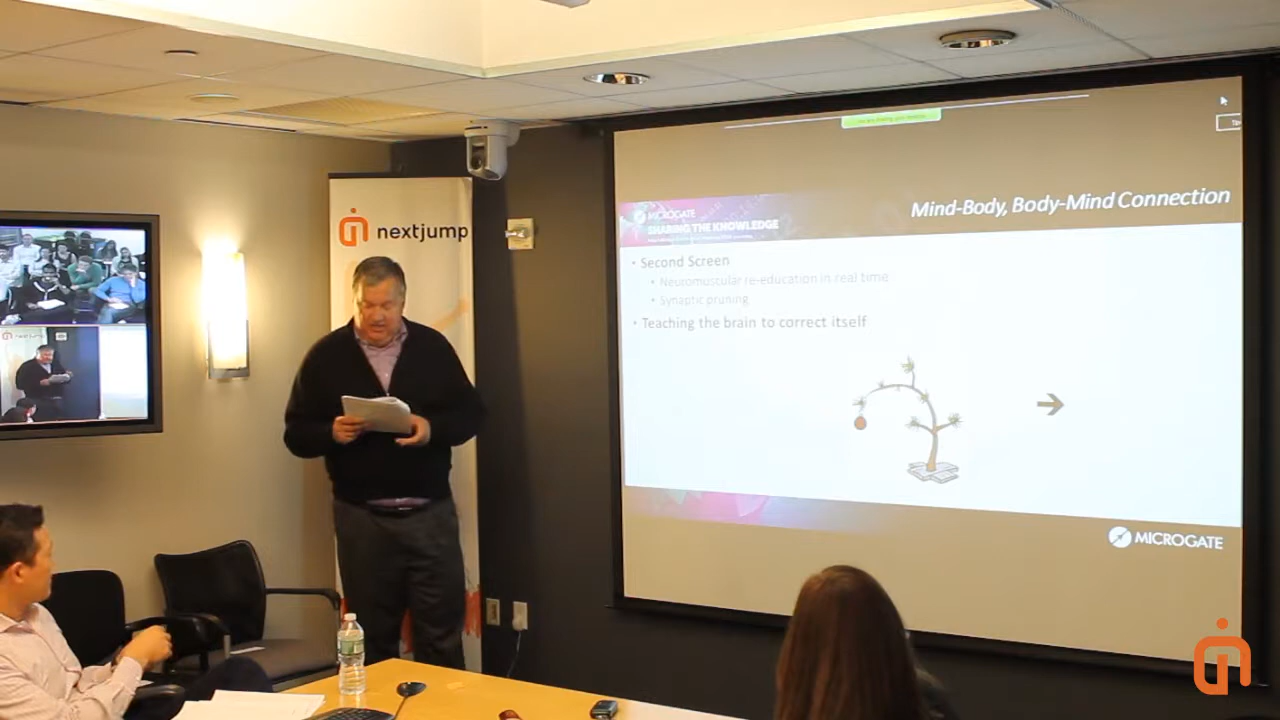 nextjump
nextjump
Mind-Body, Body-Mind Connection
MICROGATE
SHARING THE KNOWLEDGE
• Second Screen
• Neuromuscular re-education in real time
• Synaptic pruning
• Teaching the brain to correct itself
MICROGATE